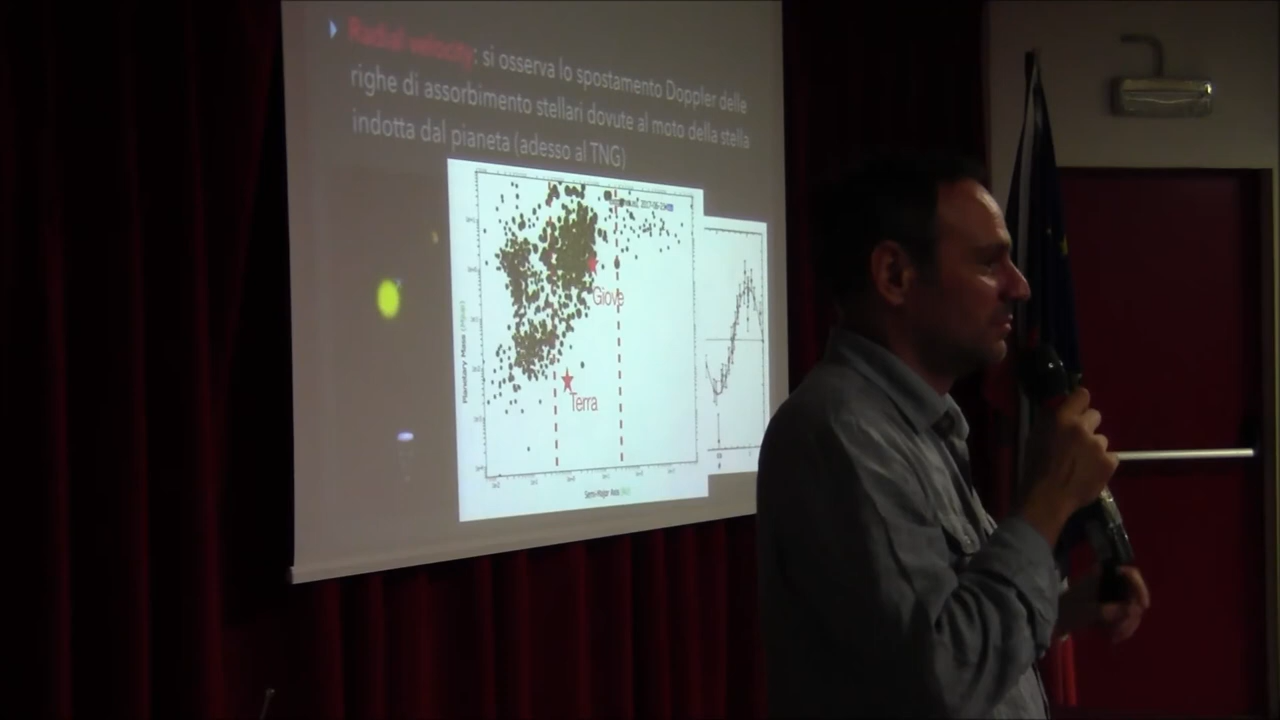 Radial velocity: si osserva lo spostamento Doppler delle
righe di assorbimento stellari dovute al moto della stella
indotta dal pianeta (adesso al TNG)
Giove
Terra
Planetary Mass
Semi-Major Axis